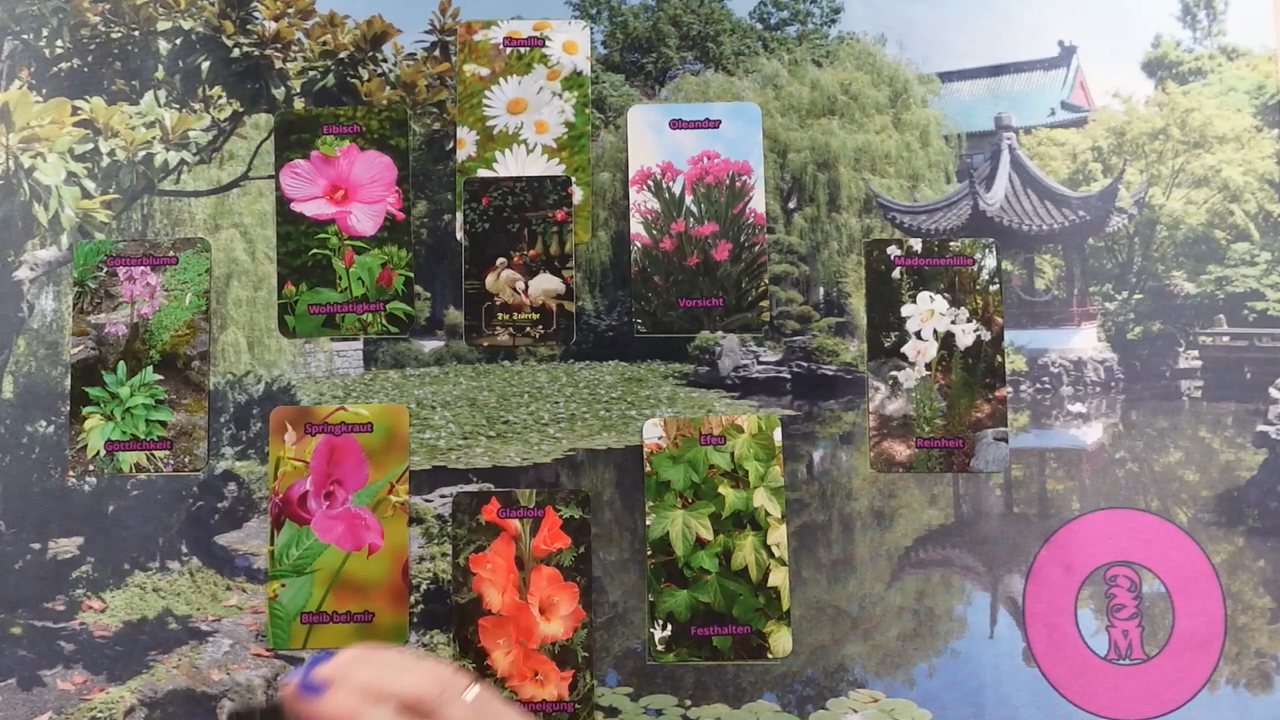 Kamille
Eibisch
Wohltätigkeit
Oleander
Vorsicht
Die Störche
Götterblume
Göttlichkeit
Madonnenlilie
Reinheit
Springkraut
Bleib bei mir
Gladiole
Efeu
Festhalten